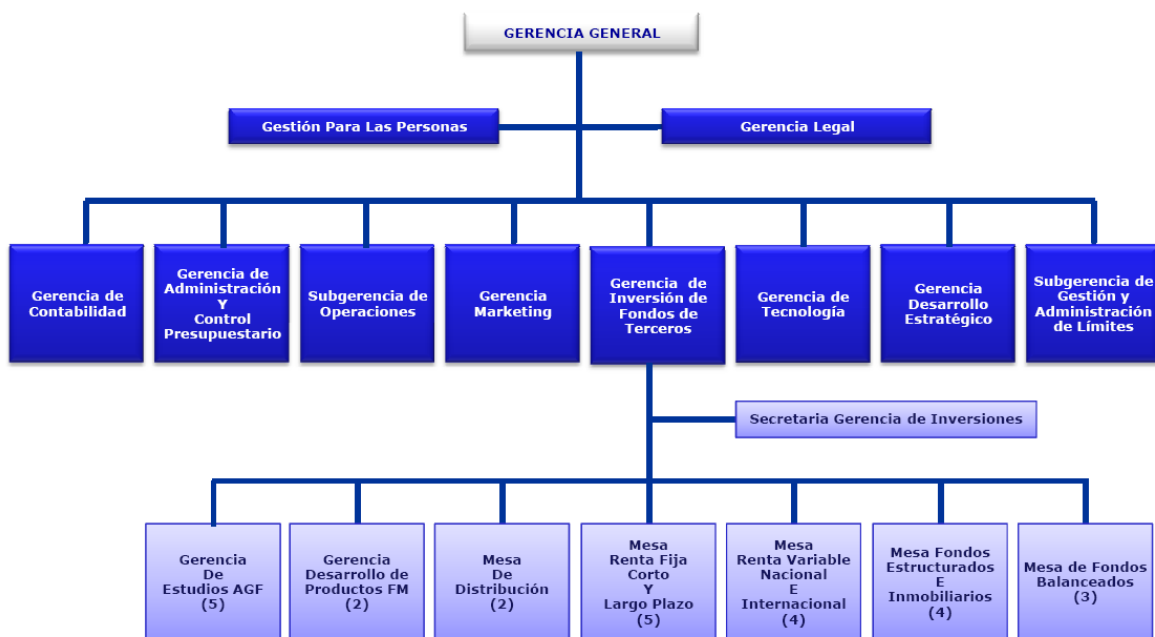 GERENCIA GENERAL
Gestión Para Las Personas
Gerencia Legal
Gerencia de
Contabilidad
Gerencia de
Administración
Y
Control
Presupuestario
Subgerencia de
Operaciones
Gerencia
Marketing
Gerencia de
Inversión de
Fondos de
Terceros
Gerencia de
Tecnología
Gerencia
Desarrollo
Estratégico
Subgerencia de
Gestión y
Administración
de Límites
Secretaria Gerencia de Inversiones
Gerencia
De
Estudios AGF
(5)
Gerencia
Desarrollo de
Productos FM
(2)
Mesa
De
Distribución
(2)
Mesa
Renta Fija
Corto
Y
Largo Plazo
(5)
Mesa
Renta Variable
Nacional
E
Internacional
(4)
Mesa Fondos
Estructurados
E
Inmobiliarios
(4)
Mesa de Fondos
Balanceados
(3)